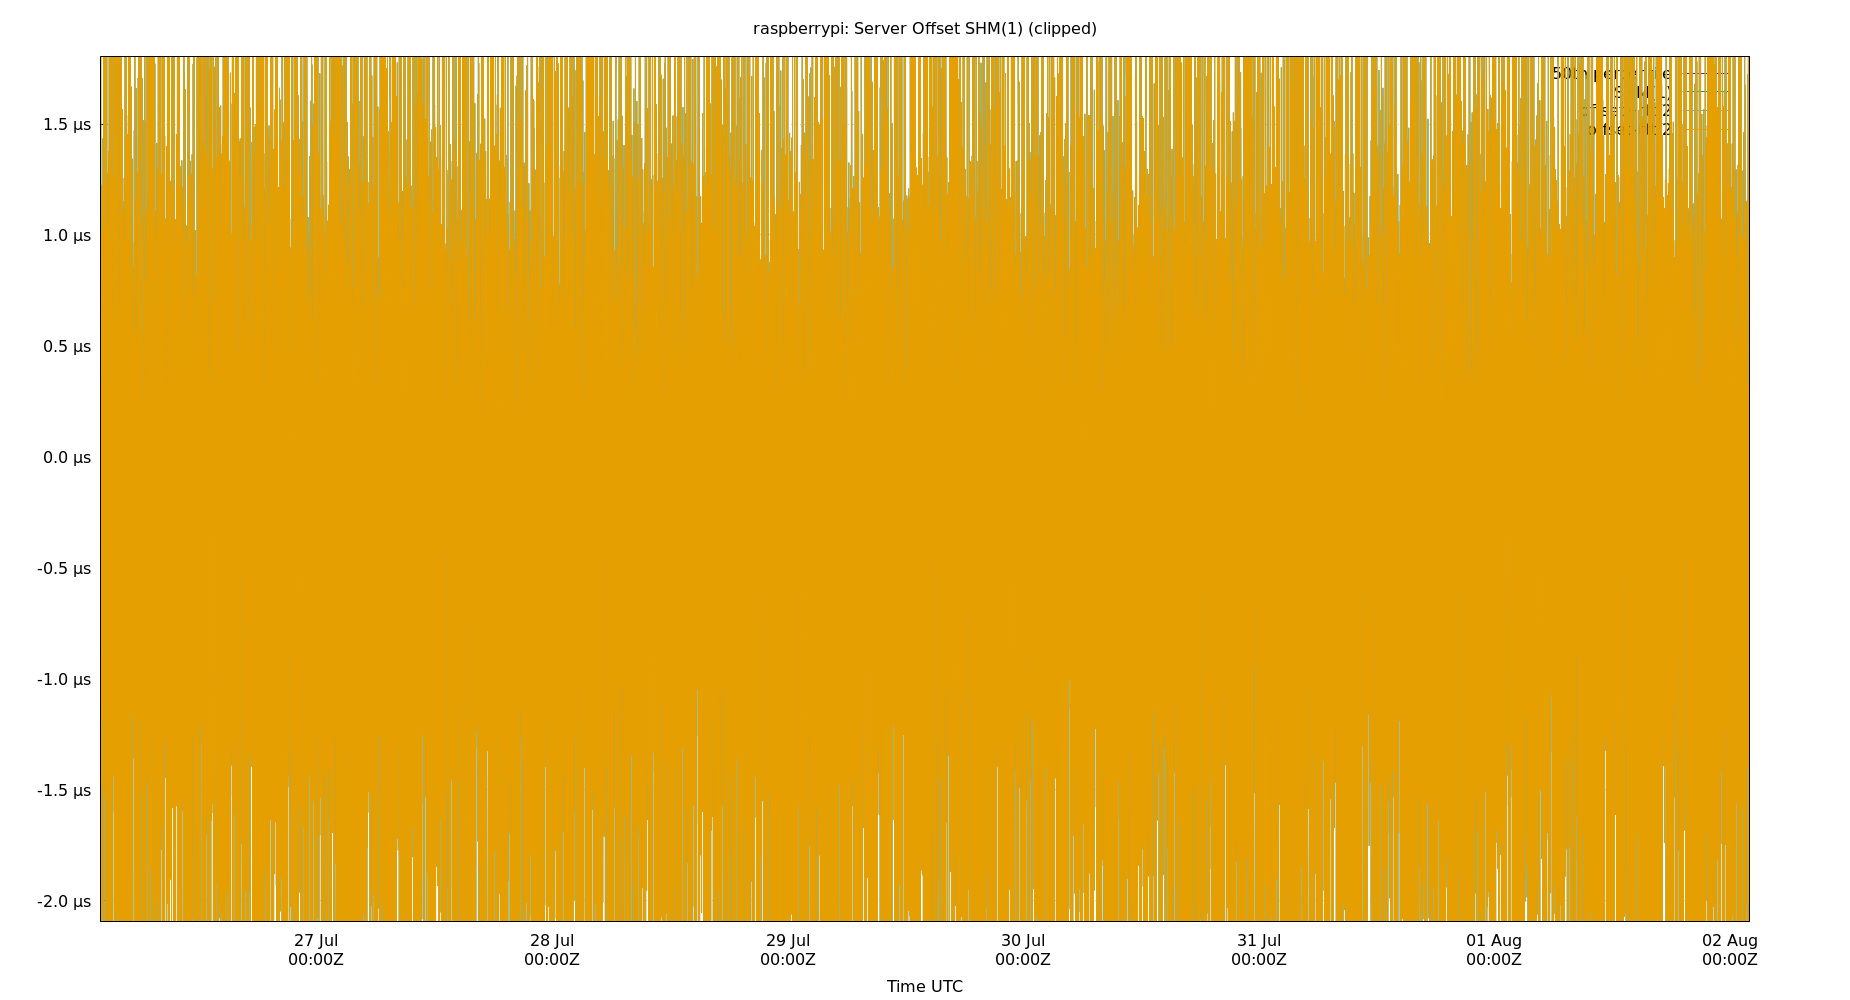 raspberrypi: Server Offset SHM(1) (clipped)
1.5 µs
1.0 µs
0.5 µs
0.0 µs
-0.5 µs
-1.0 µs
-1.5 µs
-2.0 µs
27 Jul 28 Jul 29 Jul 30 Jul 31 Jul 01 Aug 02 Aug
00:00Z 00:00Z 00:00Z 00:00Z 00:00Z 00:00Z 00:00Z
Time UTC